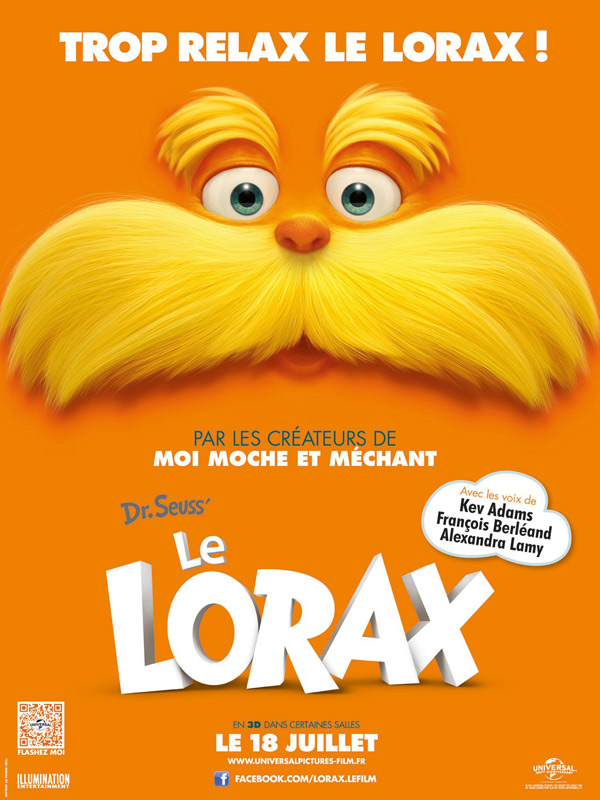 TROP RELAX LE LORAX !
PAR LES CRÉATEURS DE
MOI MOCHE ET MÉCHANT
Avec les voix de
Kev Adams
François Berléand
Alexandra Lamy
Dr. Seuss'
Le
LORAX
EN 3D DANS CERTAINES SALLES
LE 18 JUILLET
WWW.UNIVERSALPICTURES-FILM.FR
FACEBOOK.COM/LORAX.LEFILM
FLASHEZ MOI
ILLUMINATION
ENTERTAINMENT
UNIVERSAL